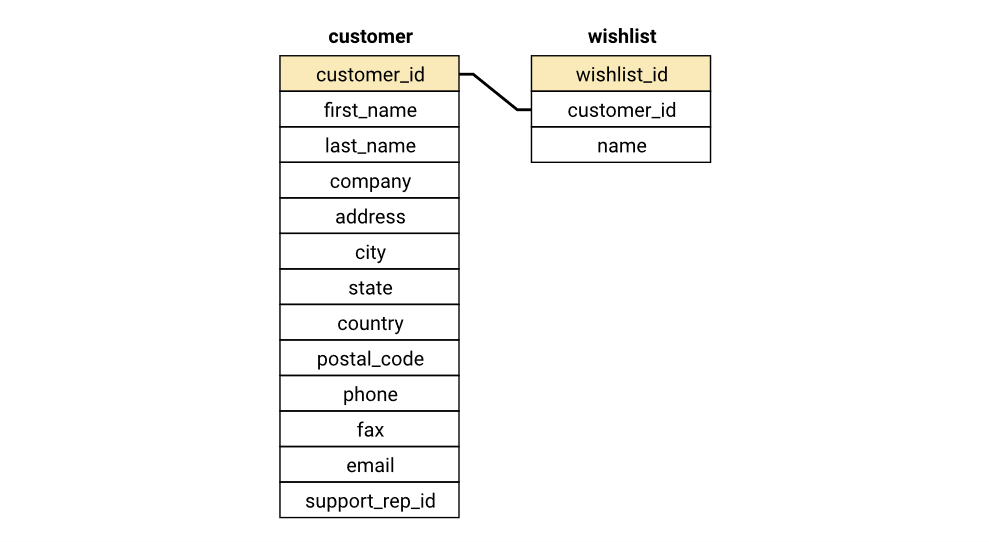 customer
customer_id
first_name
last_name
company
address
city
state
country
postal_code
phone
fax
email
support_rep_id
wishlist
wishlist_id
customer_id
name